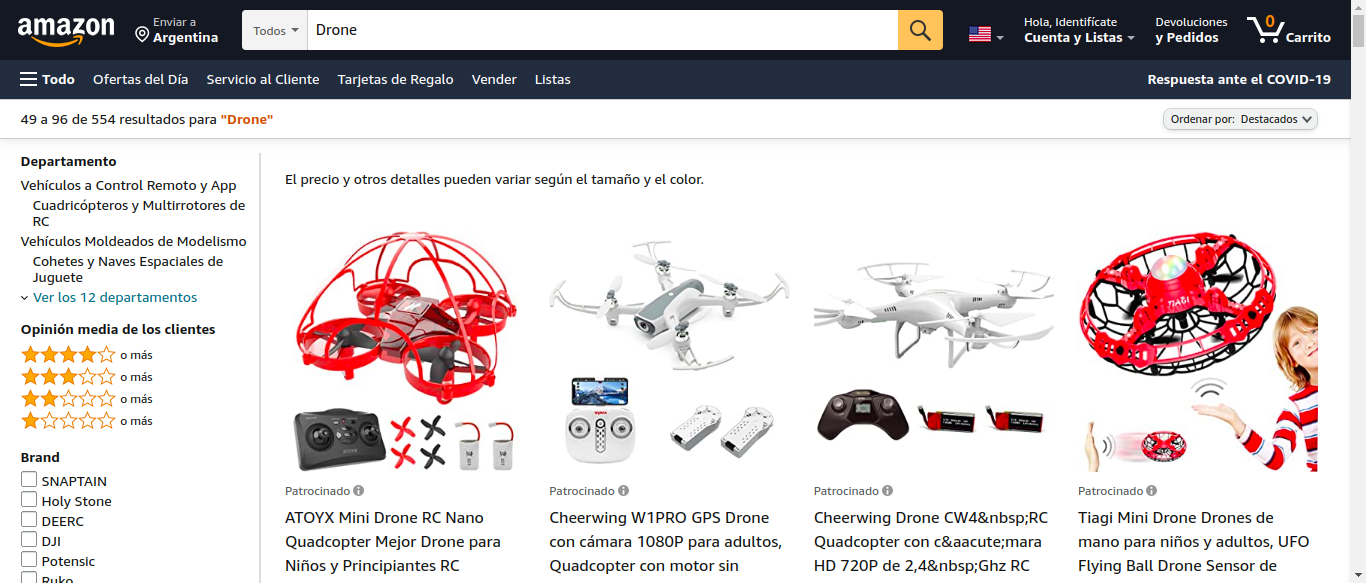 amazon
Enviar a
Argentina
Todos
Drone
Hola, Identifícate
Cuenta y Listas
Devoluciones
y Pedidos
0
Carrito
Todo
Ofertas del Día
Servicio al Cliente
Tarjetas de Regalo
Vender
Listas
Respuesta ante el COVID-19
49 a 96 de 554 resultados para "Drone"
Ordenar por: Destacados
Departamento
Vehículos a Control Remoto y App
Cuadricópteros y Multirrotores de
RC
Vehículos Moldeados de Modelismo
Cohetes y Naves Espaciales de
Juguete
Ver los 12 departamentos
Opinión media de los clientes
o más
o más
o más
o más
Brand
SNAPTAIN
Holy Stone
DEERC
DJI
Potensic
Ruko
El precio y otros detalles pueden variar según el tamaño y el color.
Patrocinado
ATOYX Mini Drone RC Nano
Quadcopter Mejor Drone para
Niños y Principiantes RC
Patrocinado
Cheerwing W1PRO GPS Drone
con cámara 1080P para adultos,
Quadcopter con motor sin
Patrocinado
Cheerwing Drone CW4&nbsp;RC
Quadcopter con c&aacute;mara
HD 720P de 2,4&nbsp;Ghz RC
TIAGI
Patrocinado
Tiagi Mini Drone Drones de
mano para niños y adultos, UFO
Flying Ball Drone Sensor de